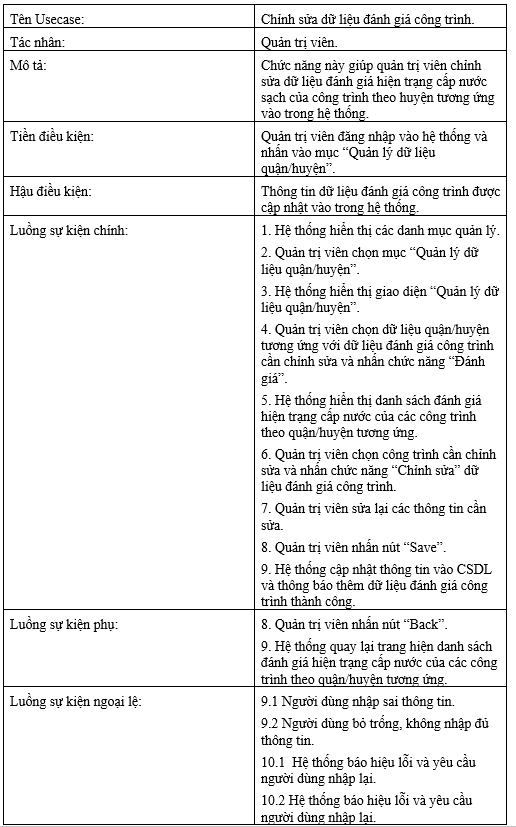 Tên Usecase:
Chỉnh sửa dữ liệu đánh giá công trình.
Tác nhân:
Quản trị viên.
Mô tả:
Chức năng này giúp quản trị viên chỉnh
sửa dữ liệu đánh giá hiện trạng cấp nước
sạch của công trình theo huyện tương ứng
vào trong hệ thống.
Tiền điều kiện:
Quản trị viên đăng nhập vào hệ thống và
nhấn vào mục “Quản lý dữ liệu
quận/huyện”.
Hậu điều kiện:
Thông tin dữ liệu đánh giá công trình được
cập nhật vào trong hệ thống.
Luồng sự kiện chính:
1. Hệ thống hiển thị các danh mục quản lý.
2. Quản trị viên chọn mục “Quản lý dữ
liệu quận/huyện”.
3. Hệ thống hiển thị giao diện “Quản lý dữ
liệu quận/huyện”.
4. Quản trị viên chọn dữ liệu quận/huyện
tương ứng với dữ liệu đánh giá công trình
cần chỉnh sửa và nhấn chức năng “Đánh
giá”.
5. Hệ thống hiển thị danh sách đánh giá
hiện trạng cấp nước của các công trình
theo quận/huyện tương ứng.
6. Quản trị viên chọn công trình cần chỉnh
sửa và nhấn chức năng “Chỉnh sửa” dữ
liệu đánh giá công trình.
7. Quản trị viên sửa lại các thông tin cần
sửa.
8. Quản trị viên nhấn nút “Save”.
9. Hệ thống cập nhật thông tin vào CSDL
và thông báo thêm dữ liệu đánh giá công
trình thành công.
Luồng sự kiện phụ:
8. Quản trị viên nhấn nút “Back”.
9. Hệ thống quay lại trang hiện danh sách
đánh giá hiện trạng cấp nước của các công
trình theo quận/huyện tương ứng.
Luồng sự kiện ngoại lệ:
9.1 Người dùng nhập sai thông tin.
9.2 Người dùng bỏ trống, không nhập đủ
thông tin.
10.1 Hệ thống báo hiệu lỗi và yêu cầu
người dùng nhập lại.
10.2 Hệ thống báo hiệu lỗi và yêu cầu
người dùng nhập lại.